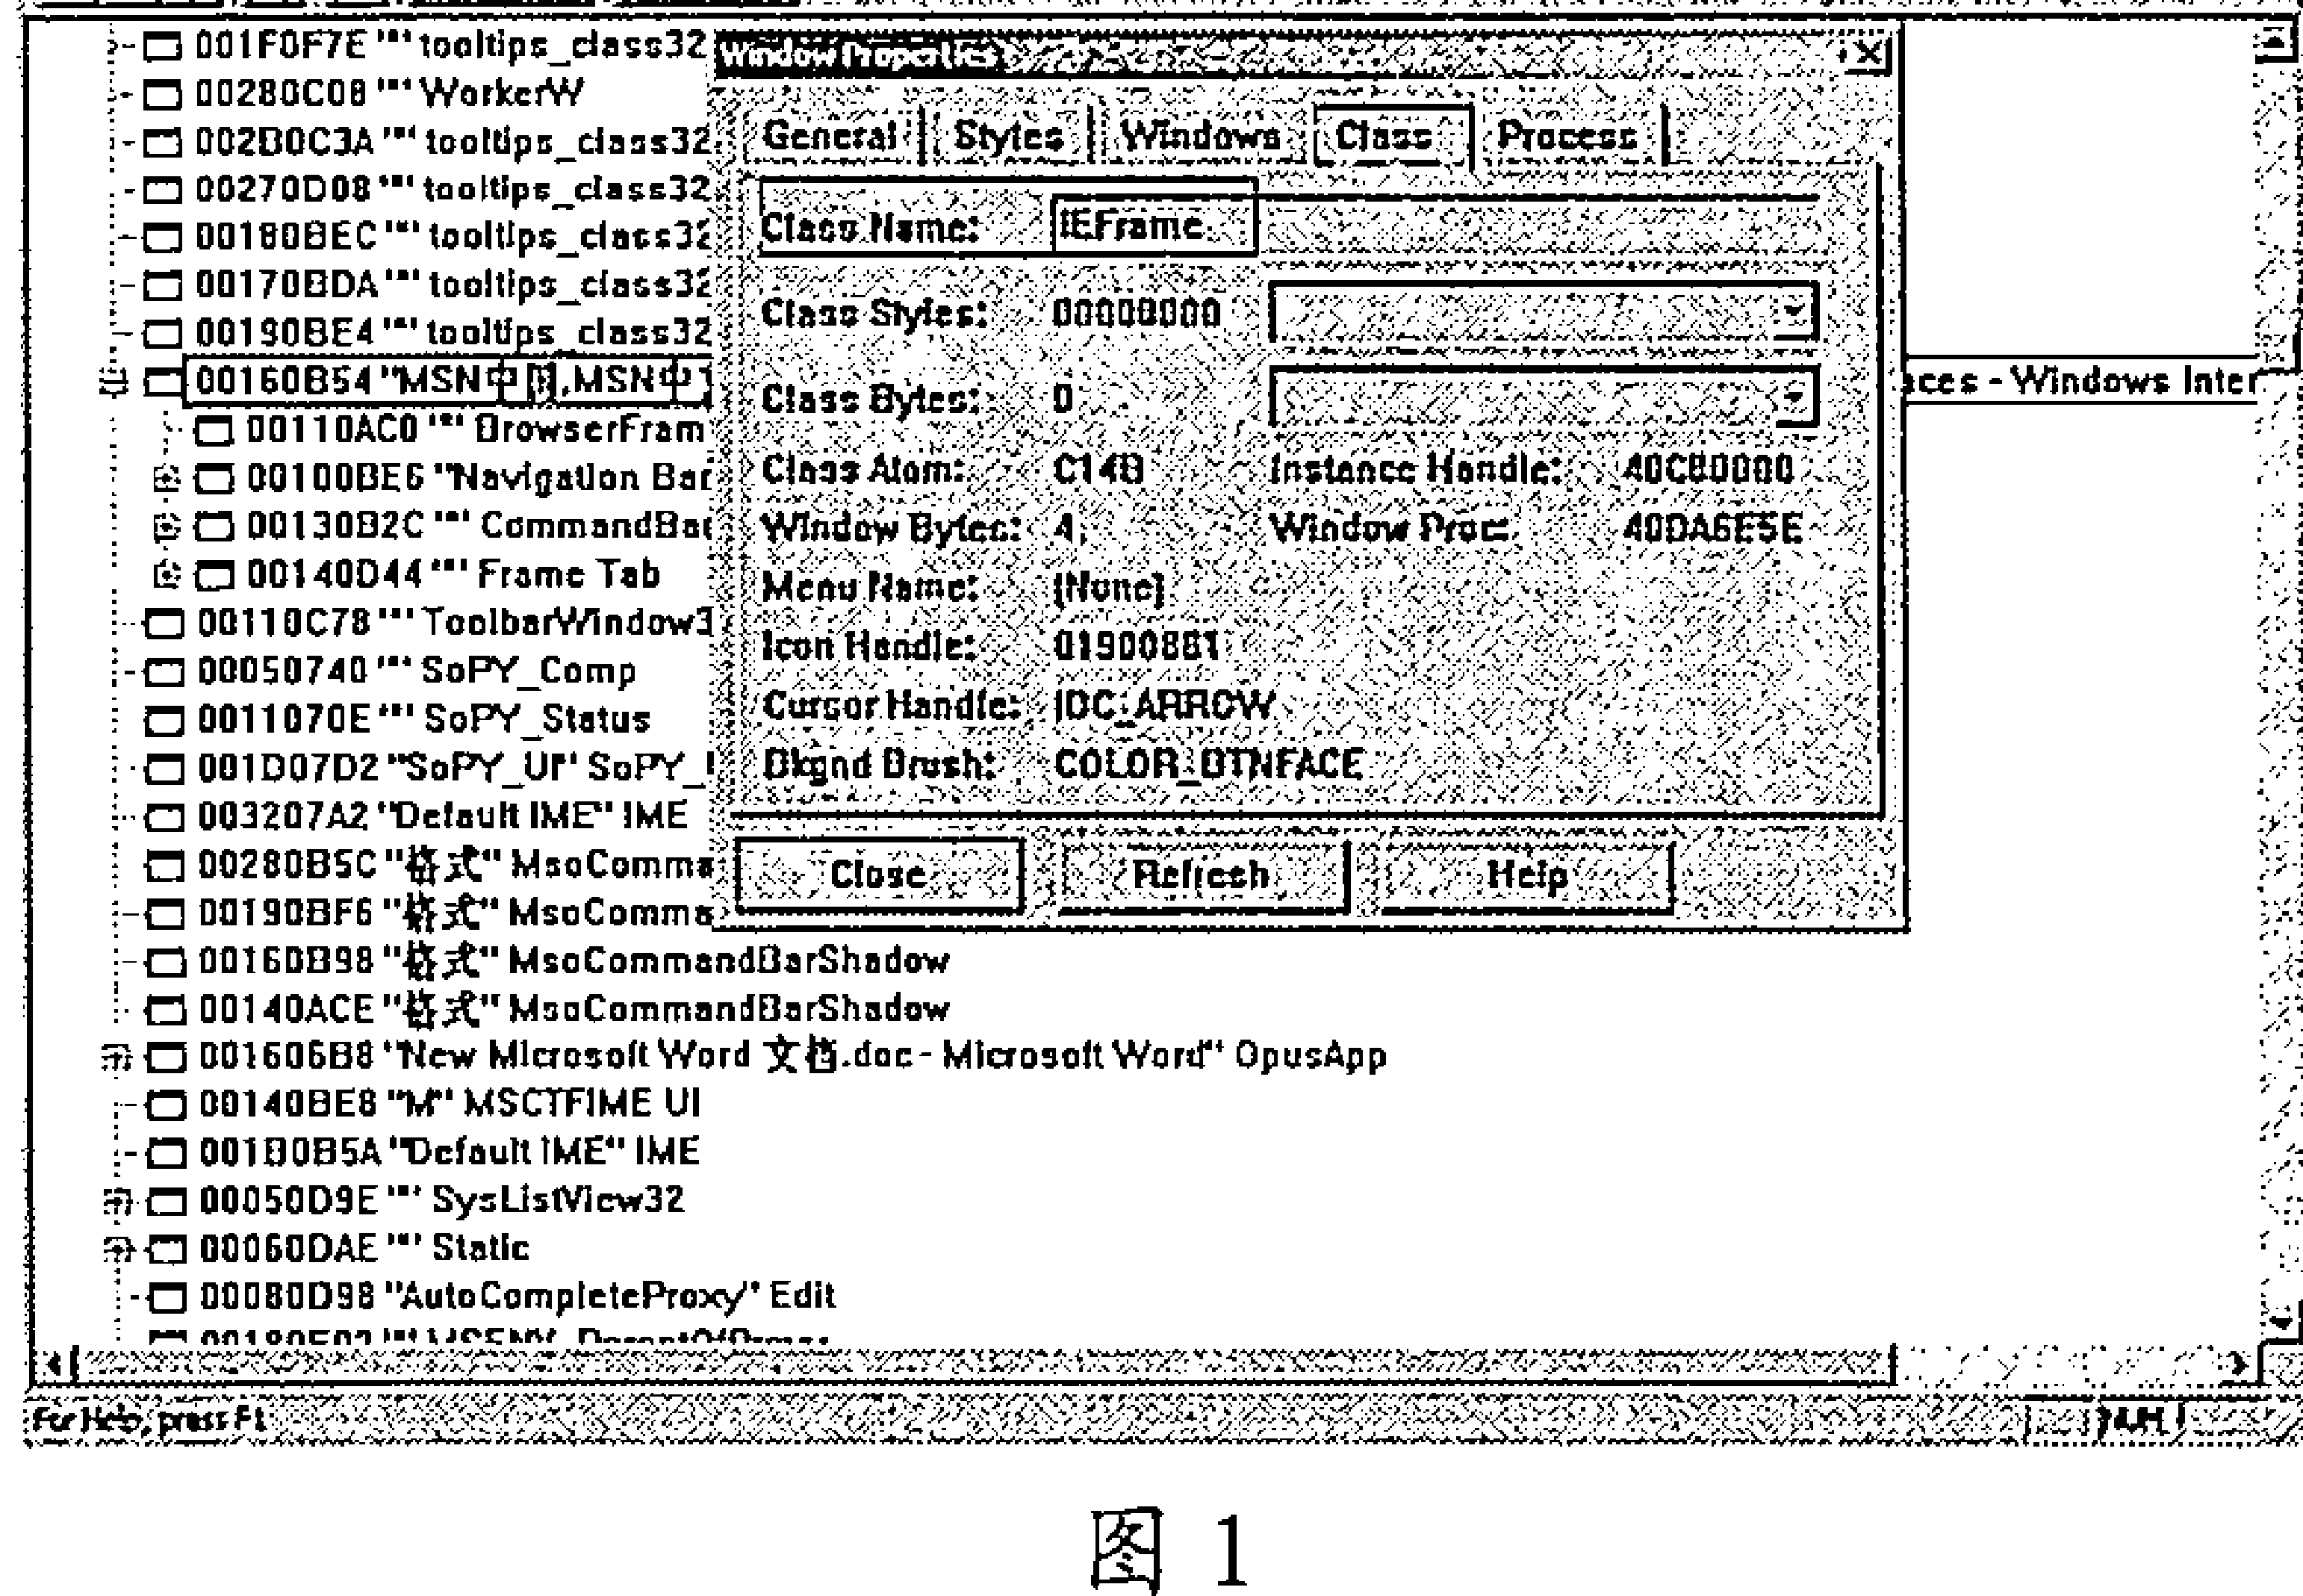 001F0F7E "" tooltips_class32
00280C08 "" WorkerW
002B0C3A "" tooltips_class32
00270D08 "" tooltips_class32
00180BEC "" tooltips_class32
00170BDA "" tooltips_class32
00190BE4 "" tooltips_class32
00160B54 "MSN中国,MSN中
aces - Windows Inter
00110AC0 "" BrowserFram
00100BE6 "Navigation Bar
00130B2C "" CommandBar
00140D44 "" Frame Tab
00110C78 "" ToolbarWindow3
00050740 "" SoPY_Comp
0011070E "" SoPY_Status
001D07D2 "SoPY_UI" SoPY_
003207A2 "Default IME" IME
00280B5C "格式" MsoComma
00190BF6 "格式" MsoComma
00160B98 "格式" MsoCommandBarShadow
00140ACE "格式" MsoCommandBarShadow
001606B8 "New Microsoft Word 文档.doc - Microsoft Word" OpusApp
00140BE8 "M" MSCTFIME UI
001B0B5A "Default IME" IME
00050D9E "" SysListView32
00060DAE "" Static
00080D98 "AutoCompleteProxy" Edit
Window Properties
General Styles Windows Class Process
Class Name: IEFrame
Class Styles: 00000000
Class Bytes: 0
Class Atom: C14B Instance Handle: 40C80000
Window Bytes: 4 Window Proc: 40DA6E5E
Menu Name: (None)
Icon Handle: 01900881
Cursor Handle: IDC_ARROW
Bkgnd Brush: COLOR_BTNFACE
Close Refresh Help
For Help, press F1
图 1